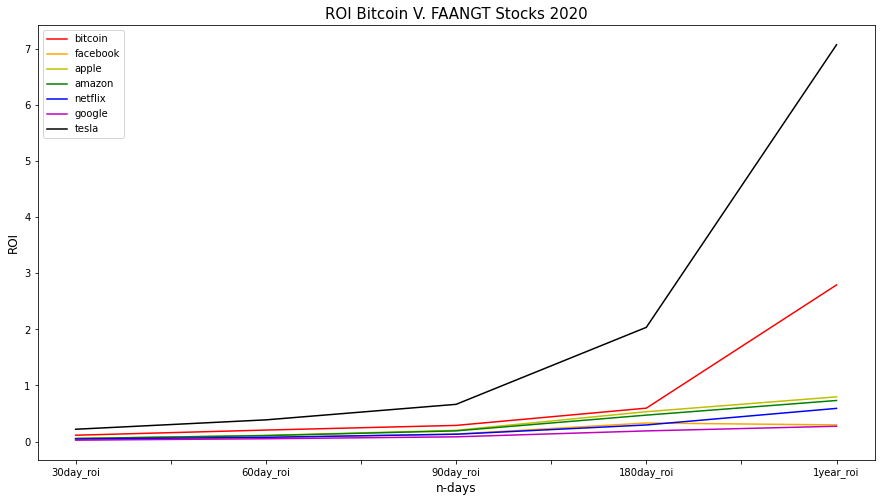 ROI Bitcoin V. FAANGT Stocks 2020
bitcoin
facebook
apple
amazon
netflix
google
tesla
7
6
5
4
3
2
1
0
ROI
30day_roi 60day_roi 90day_roi 180day_roi 1year_roi
n-days